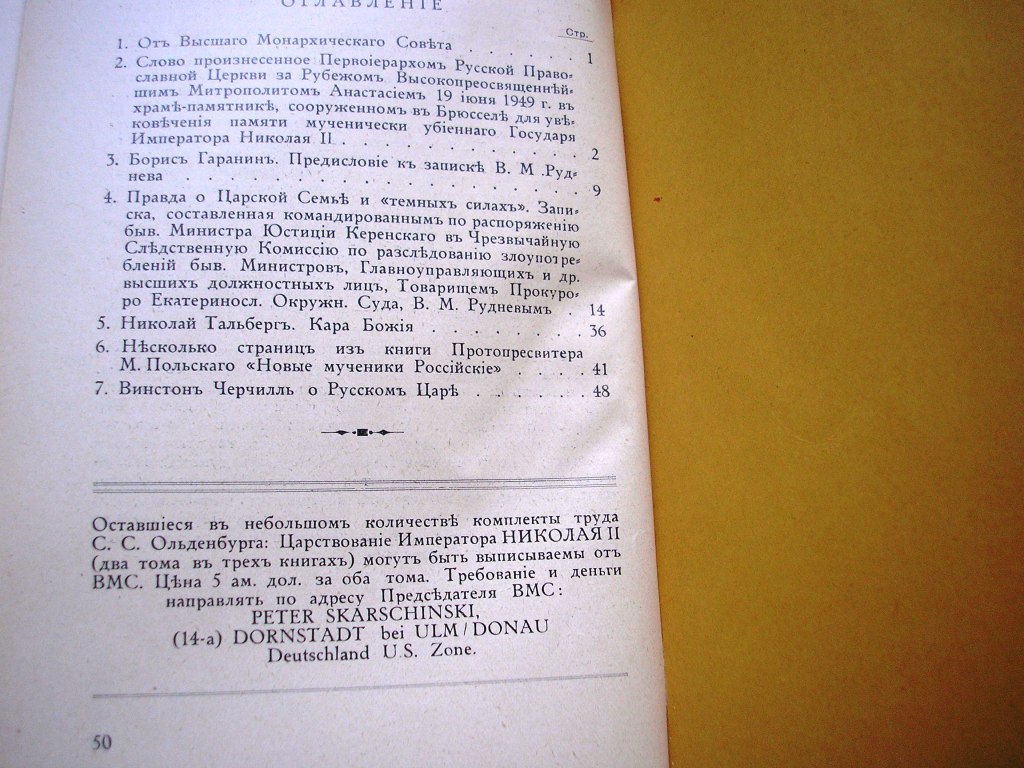 ОГЛАВЛЕНІЕ
Стр.
1. Отъ Высшаго Монархическаго Совѣта . . . . . . 1
2. Слово произнесенное Первоіерархомъ Русской Право-
славной Церкви за Рубежомъ Высокопреосвященнѣй-
шимъ Митрополитомъ Анастасіемъ 19 іюня 1949 г. въ
храмѣ-памятникѣ, сооруженномъ въ Брюсселѣ для увѣ-
ковѣченія памяти мученически убіеннаго Государя
Императора Николая II . . . . . . . . . . . 2
3. Борисъ Гаранинъ. Предисловіе къ запискѣ В. М .Руд-
нева . . . . . . . . . . . . . . . . . . 9
4. Правда о Царской Семьѣ и «темныхъ силахъ». Запи-
ска, составленная командированнымъ по распоряженію
быв. Министра Юстиціи Керенскаго въ Чрезвычайную
Слѣдственную Комиссію по разслѣдованію злоупотре-
бленій быв. Министровъ, Главноуправляющихъ и др.
высшихъ должностныхъ лицъ, Товарищемъ Прокуро-
ро Екатериносл. Окружн. Суда, В. М. Рудневымъ . 14
5. Николай Тальбергъ. Кара Божія . . . . . . . . 36
6. Нѣсколько страницъ изъ книги Протопресвитера
М. Польскаго «Новые мученики Россійскіе» . . . . . 41
7. Винстонъ Черчилль о Русскомъ Царѣ . . . . . . 48
Оставшіеся въ небольшомъ количествѣ комплекты труда
С. С. Ольденбурга: Царствованіе Императора НИКОЛАЯ II
(два тома въ трехъ книгахъ) могутъ быть выписываемы отъ
ВМС. Цѣна 5 ам. дол. за оба тома. Требованіе и деньги
направлять по адресу Предсѣдателя ВМС:
PETER SKARSCHINSKI,
(14-a) DORNSTADT bei ULM/DONAU
Deutschland U.S. Zone.
50